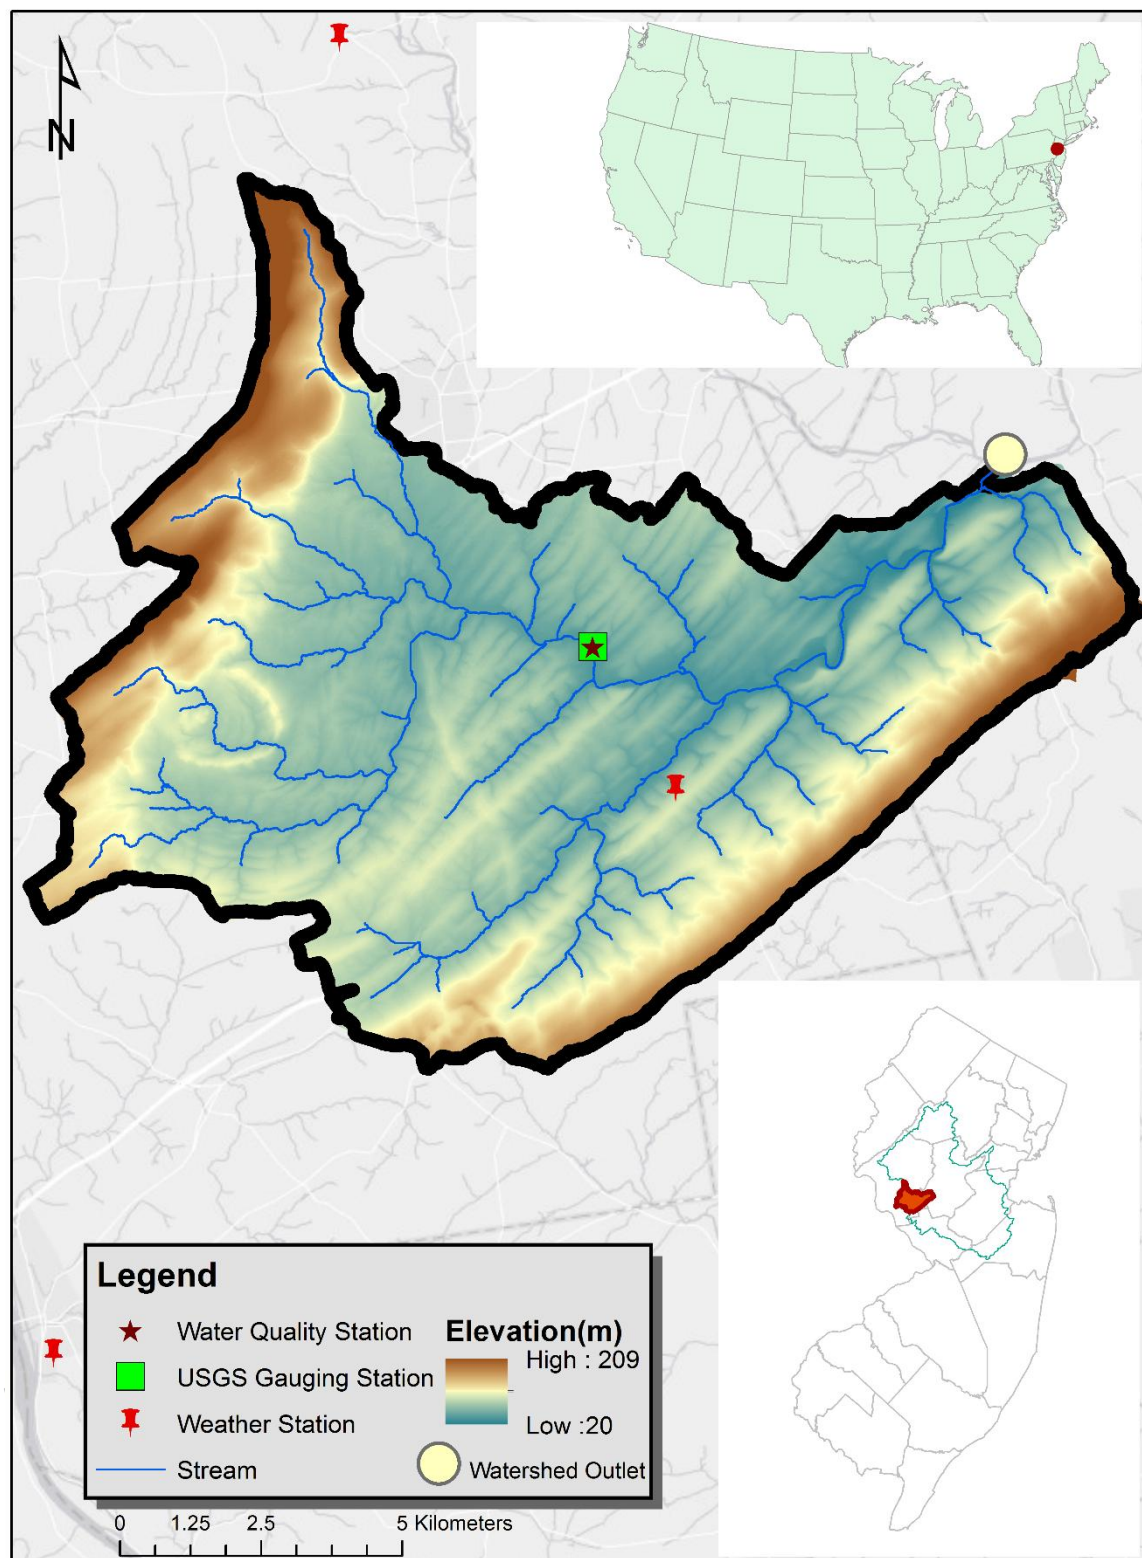 N
Legend
Water Quality Station
USGS Gauging Station
Weather Station
Stream
Elevation(m)
High : 209
Low :20
Watershed Outlet
0 1.25 2.5 5 Kilometers